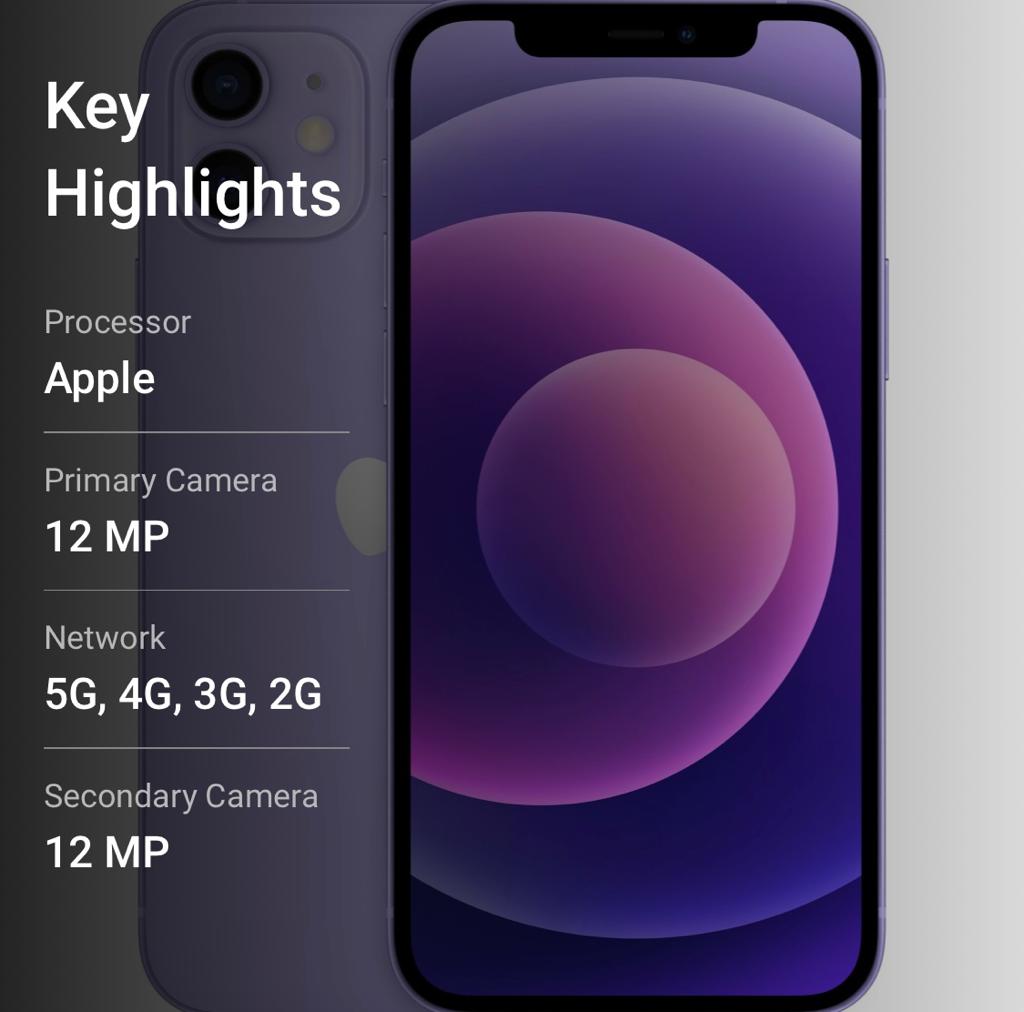 Key
Highlights
Processor
Apple
Primary Camera
12 MP
Network
5G, 4G, 3G, 2G
Secondary Camera
12 MP